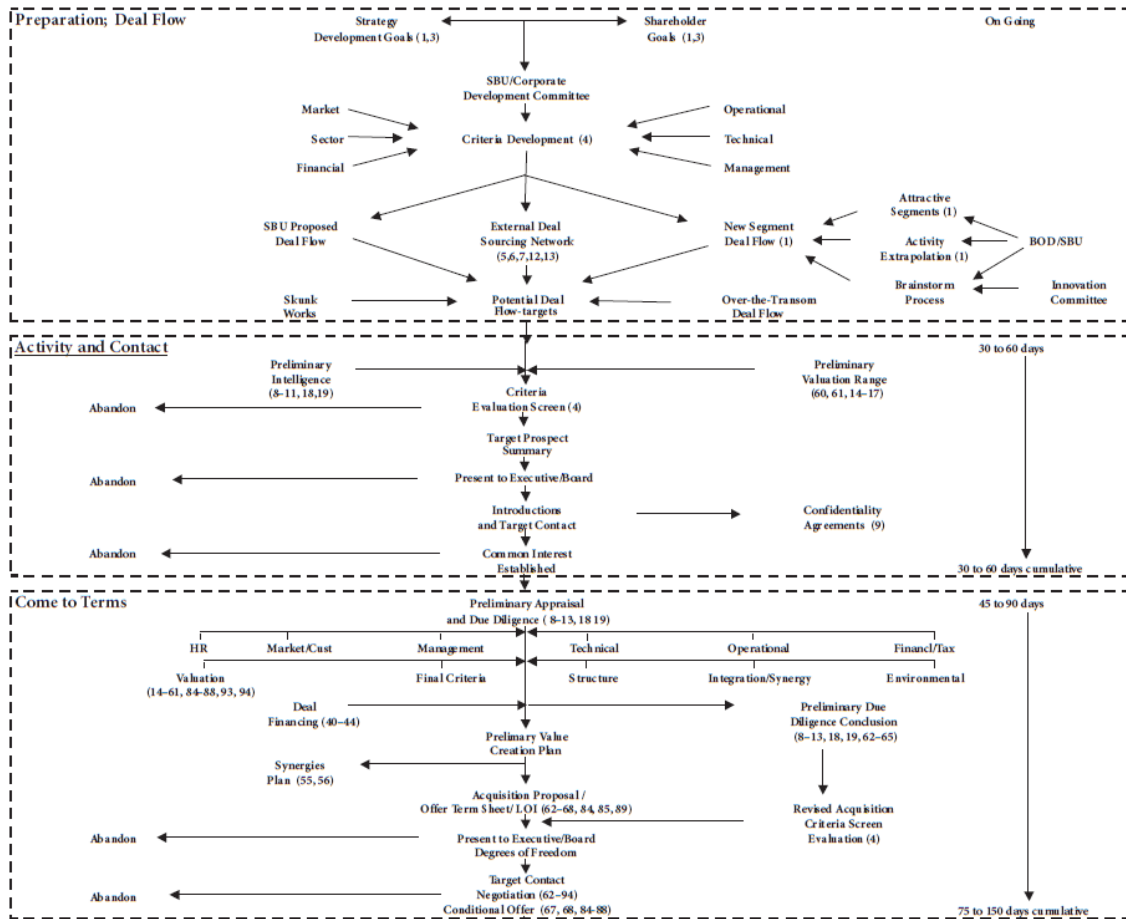 Preparation; Deal Flow
Strategy
Development Goals (1,3)
Shareholder
Goals (1,3)
On Going
SBU/Corporate
Development Committee
Market
Operational
Sector
Criteria Development (4)
Technical
Financial
Management
Attractive
Segments (1)
SBU Proposed
Deal Flow
External Deal
Sourcing Network
(5,6,7,12,13)
New Segment
Deal Flow (1)
Activity
Extrapolation (1)
BOD/SBU
Brainstorm
Process
Innovation
Committee
Skunk
Works
Potential Deal
Flow-targets
Over-the-Transom
Deal Flow
Activity and Contact
30 to 60 days
Preliminary
Intelligence
(8–11, 18,19)
Preliminary
Valuation Range
(60, 61, 14–17)
Criteria
Evaluation Screen (4)
Abandon
Target Prospect
Summary
Abandon
Present to Executive/Board
Introductions
and Target Contact
Confidentiality
Agreements (9)
Abandon
Common Interest
Established
30 to 60 days cumulative
Come to Terms
Preliminary Appraisal
and Due Diligence ( 8–13, 18 19)
45 to 90 days
HR
Market/Cust
Management
Technical
Operational
Financl/Tax
Valuation
(14–61, 84–88, 93, 94)
Final Criteria
Structure
Integration/Synergy
Environmental
Deal
Financing (40–44)
Preliminary Due
Diligence Conclusion
(8–13, 18, 19, 62–65)
Prelimary Value
Creation Plan
Synergies
Plan (55, 56)
Acquisition Proposal /
Offer Term Sheet/ LOI (62–68, 84, 85, 89)
Revised Acquisition
Criteria Screen
Evaluation (4)
Abandon
Present to Executive/Board
Degrees of Freedom
Target Contact
Negotiation (62–94)
Conditional Offer (67, 68, 84-88)
Abandon
75 to 150 days cumulative